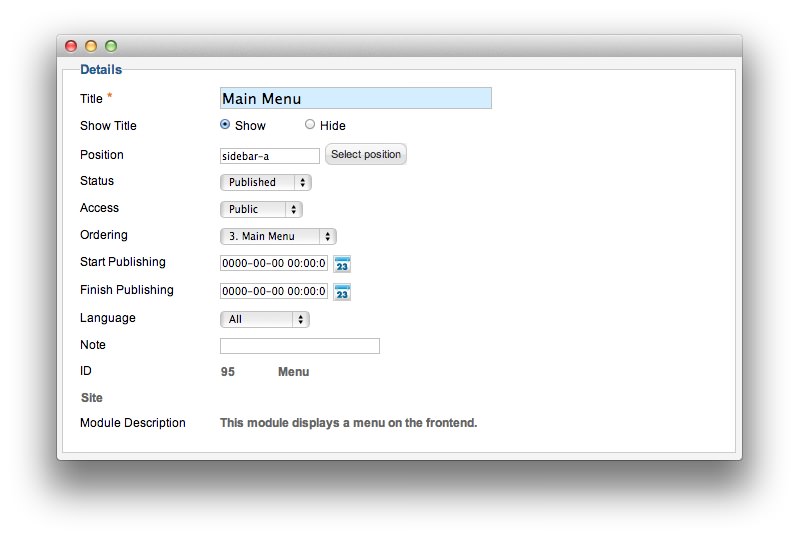 Details
Title * Main Menu
Show Title Show Hide
Position sidebar-a Select position
Status Published
Access Public
Ordering 3. Main Menu
Start Publishing 0000-00-00 00:00:0 23
Finish Publishing 0000-00-00 00:00:0 23
Language All
Note
ID 95 Menu
Site
Module Description This module displays a menu on the frontend.